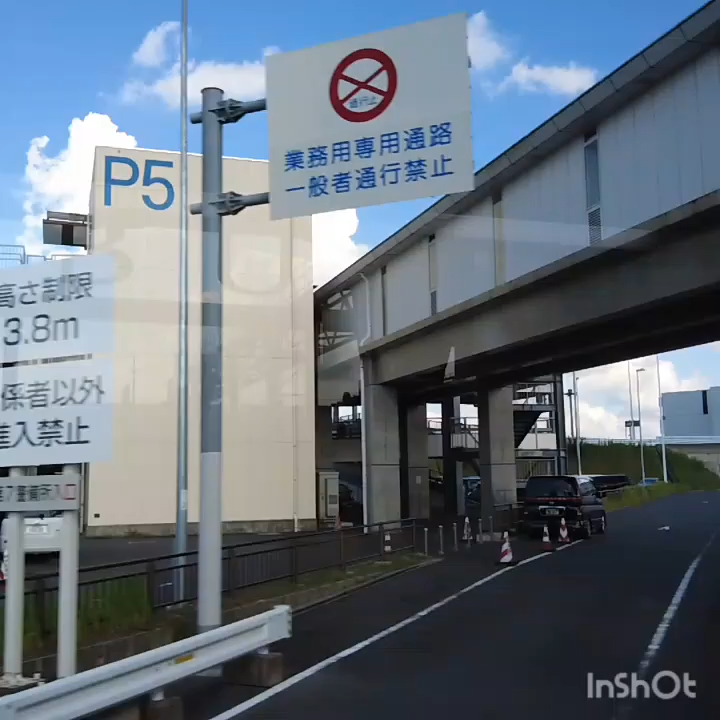 通行止
業務用専用通路
一般者通行禁止
P5
高さ制限
3.8m
係者以外
進入禁止
InShOt